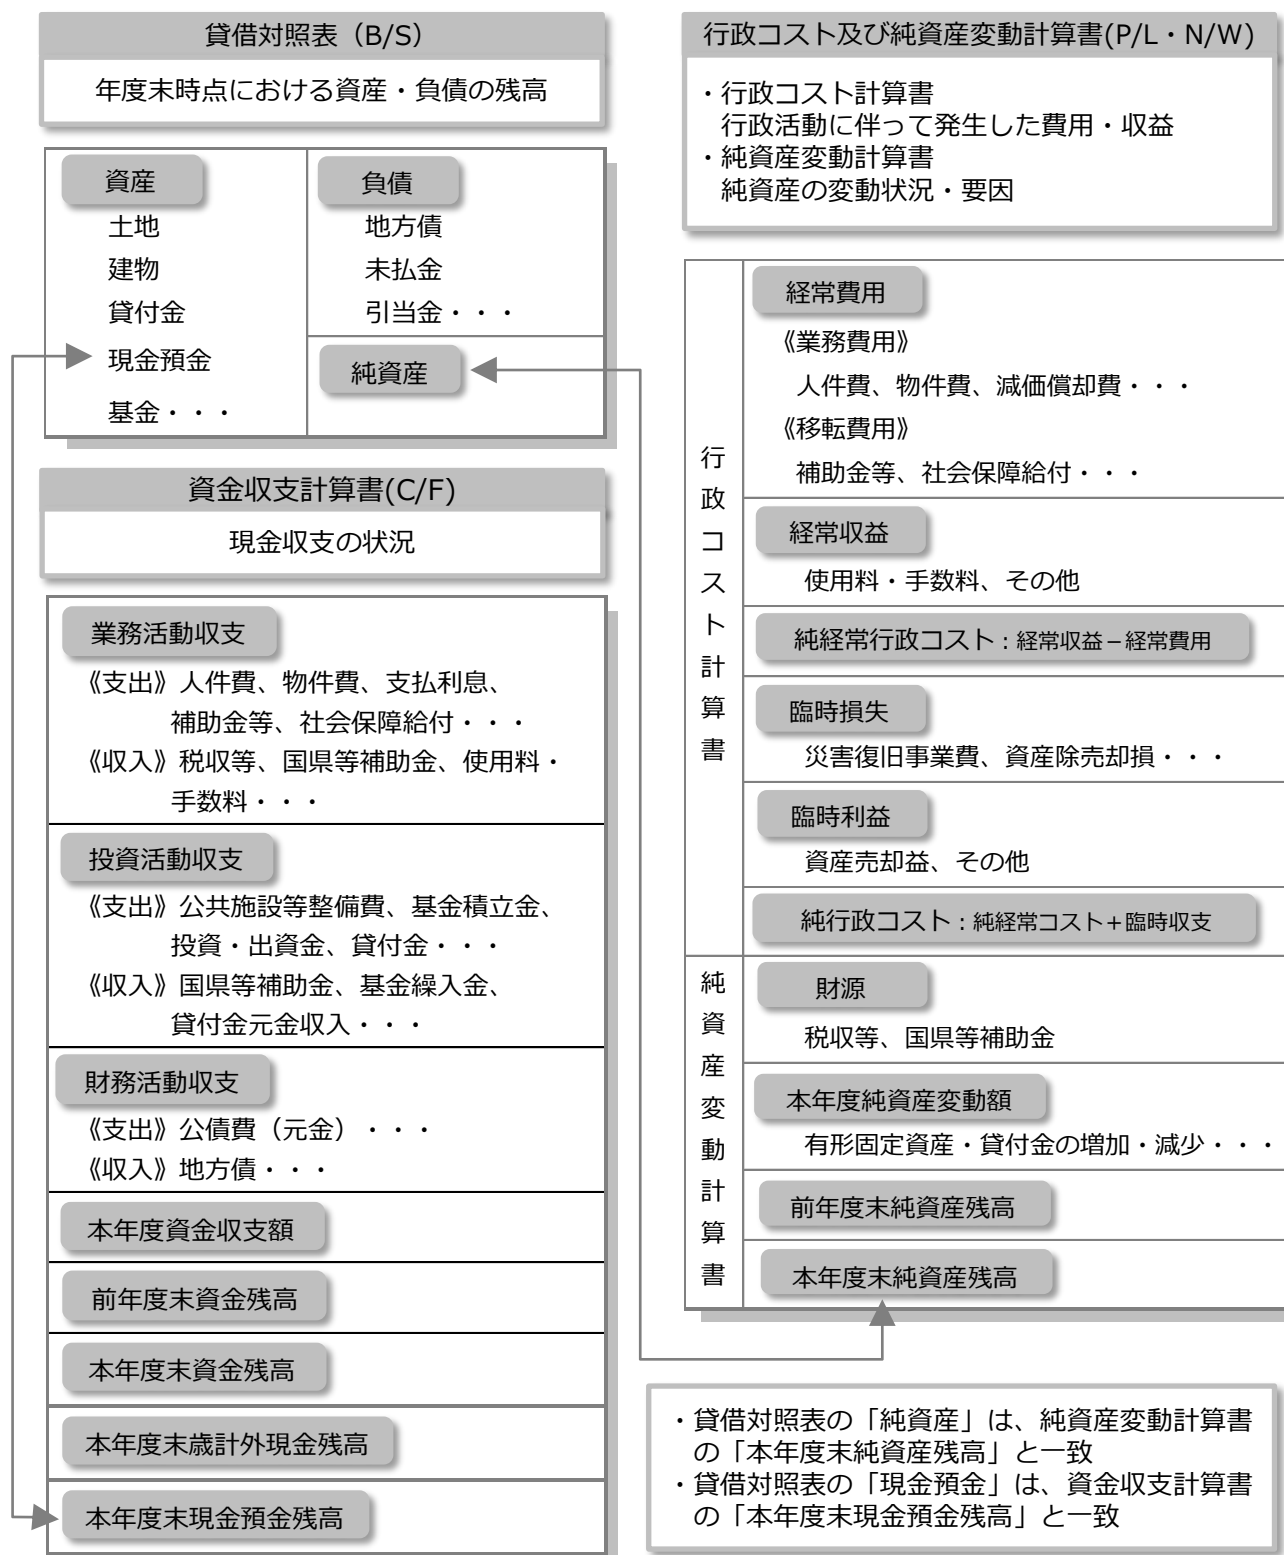 貸借対照表（B/S）
年度末時点における資産・負債の残高
資産
土地
建物
貸付金
現金預金
基金・・・
負債
地方債
未払金
引当金・・・
純資産
資金収支計算書(C/F)
現金収支の状況
業務活動収支
《支出》人件費、物件費、支払利息、
補助金等、社会保障給付・・・
《収入》税収等、国県等補助金、使用料・
手数料・・・
投資活動収支
《支出》公共施設等整備費、基金積立金、
投資・出資金、貸付金・・・
《収入》国県等補助金、基金繰入金、
貸付金元金収入・・・
財務活動収支
《支出》公債費（元金）・・・
《収入》地方債・・・
本年度資金収支額
前年度末資金残高
本年度末資金残高
本年度末歳計外現金残高
本年度末現金預金残高
行政コスト及び純資産変動計算書(P/L・N/W)
・行政コスト計算書
行政活動に伴って発生した費用・収益
・純資産変動計算書
純資産の変動状況・要因
行政コスト計算書
経常費用
《業務費用》
人件費、物件費、減価償却費・・・
《移転費用》
補助金等、社会保障給付・・・
経常収益
使用料・手数料、その他
純経常行政コスト：経常収益－経常費用
臨時損失
災害復旧事業費、資産除売却損・・・
臨時利益
資産売却益、その他
純行政コスト：純経常コスト＋臨時収支
純資産変動計算書
財源
税収等、国県等補助金
本年度純資産変動額
有形固定資産・貸付金の増加・減少・・・
前年度末純資産残高
本年度末純資産残高
・貸借対照表の「純資産」は、純資産変動計算書
の「本年度末純資産残高」と一致
・貸借対照表の「現金預金」は、資金収支計算書
の「本年度末現金預金残高」と一致